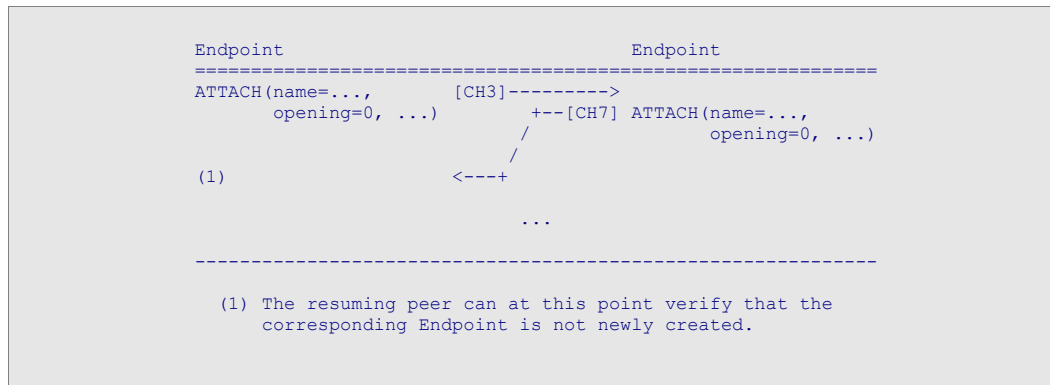 Endpoint                                   Endpoint
=============================================================
ATTACH(name=...,       [CH3]--------->
       opening=0, ...)        +--[CH7] ATTACH(name=...,
                             /                opening=0, ...)
                            /
(1)                    <---+
                             ...
-------------------------------------------------------------
(1) The resuming peer can at this point verify that the
corresponding Endpoint is not newly created.